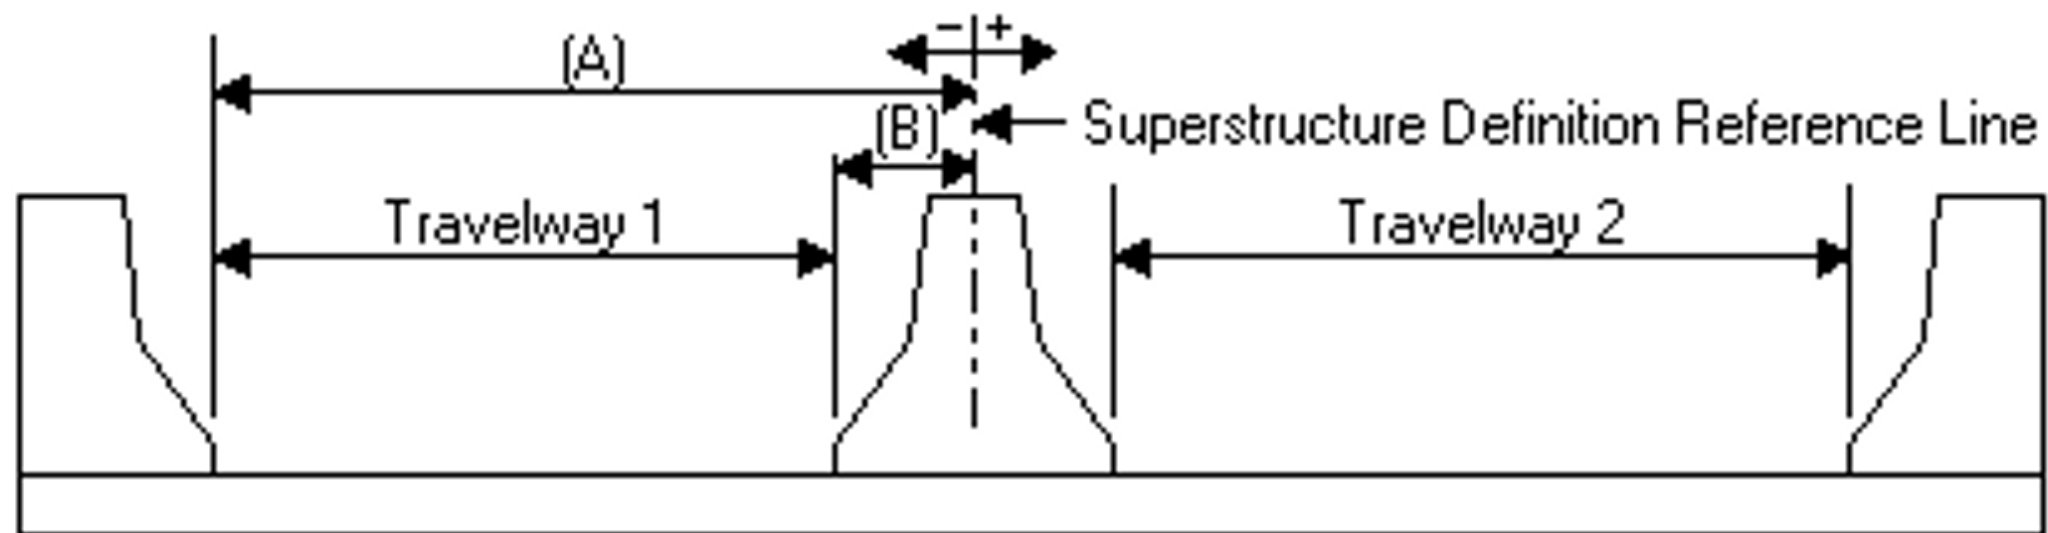 - +
(A)
Superstructure Definition Reference Line
(B)
Travelway 1
Travelway 2